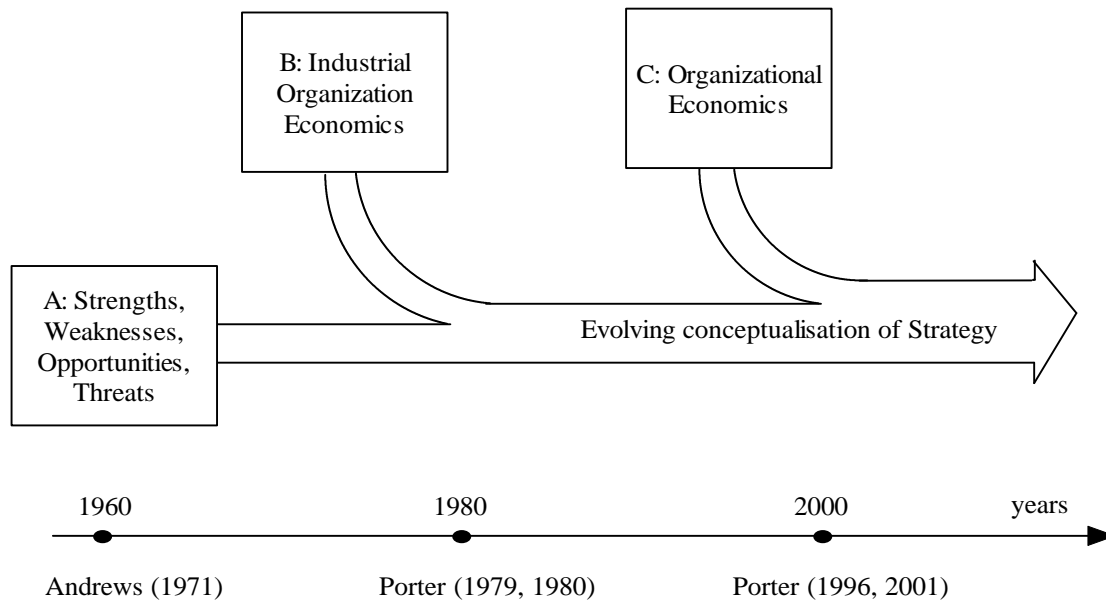 B: Industrial
Organization
Economics
C: Organizational
Economics
A: Strengths,
Weaknesses,
Opportunities,
Threats
Evolving conceptualisation of Strategy
1960
1980
2000
years
Andrews (1971)
Porter (1979, 1980)
Porter (1996, 2001)